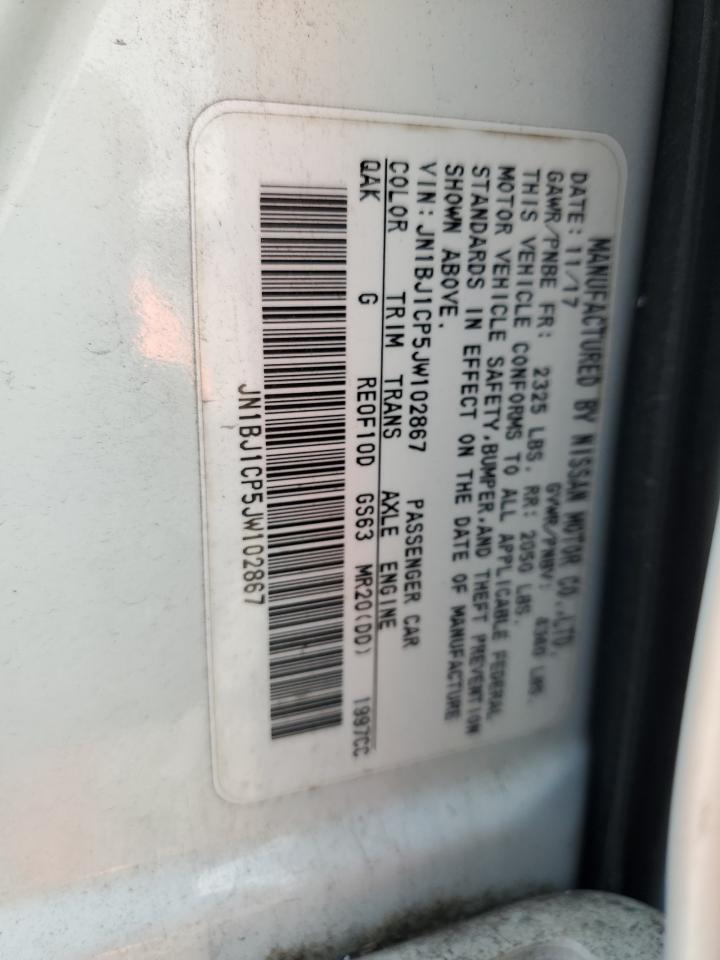 MANUFACTURED BY NISSAN MOTOR CO.,LTD.
DATE: 11/17 GVWR/PNBV: 4360 LBS.
GAWR/PNBE FR: 2325 LBS. RR: 2050 LBS.
THIS VEHICLE CONFORMS TO ALL APPLICABLE FEDERAL
MOTOR VEHICLE SAFETY,BUMPER,AND THEFT PREVENTION
STANDARDS IN EFFECT ON THE DATE OF MANUFACTURE
SHOWN ABOVE.
VIN:JN1BJ1CP5JW102867 PASSENGER CAR
COLOR TRIM TRANS AXLE ENGINE
QAK G RE0F10D GS63 MR20(DD) 1997CC
JN1BJ1CP5JW102867